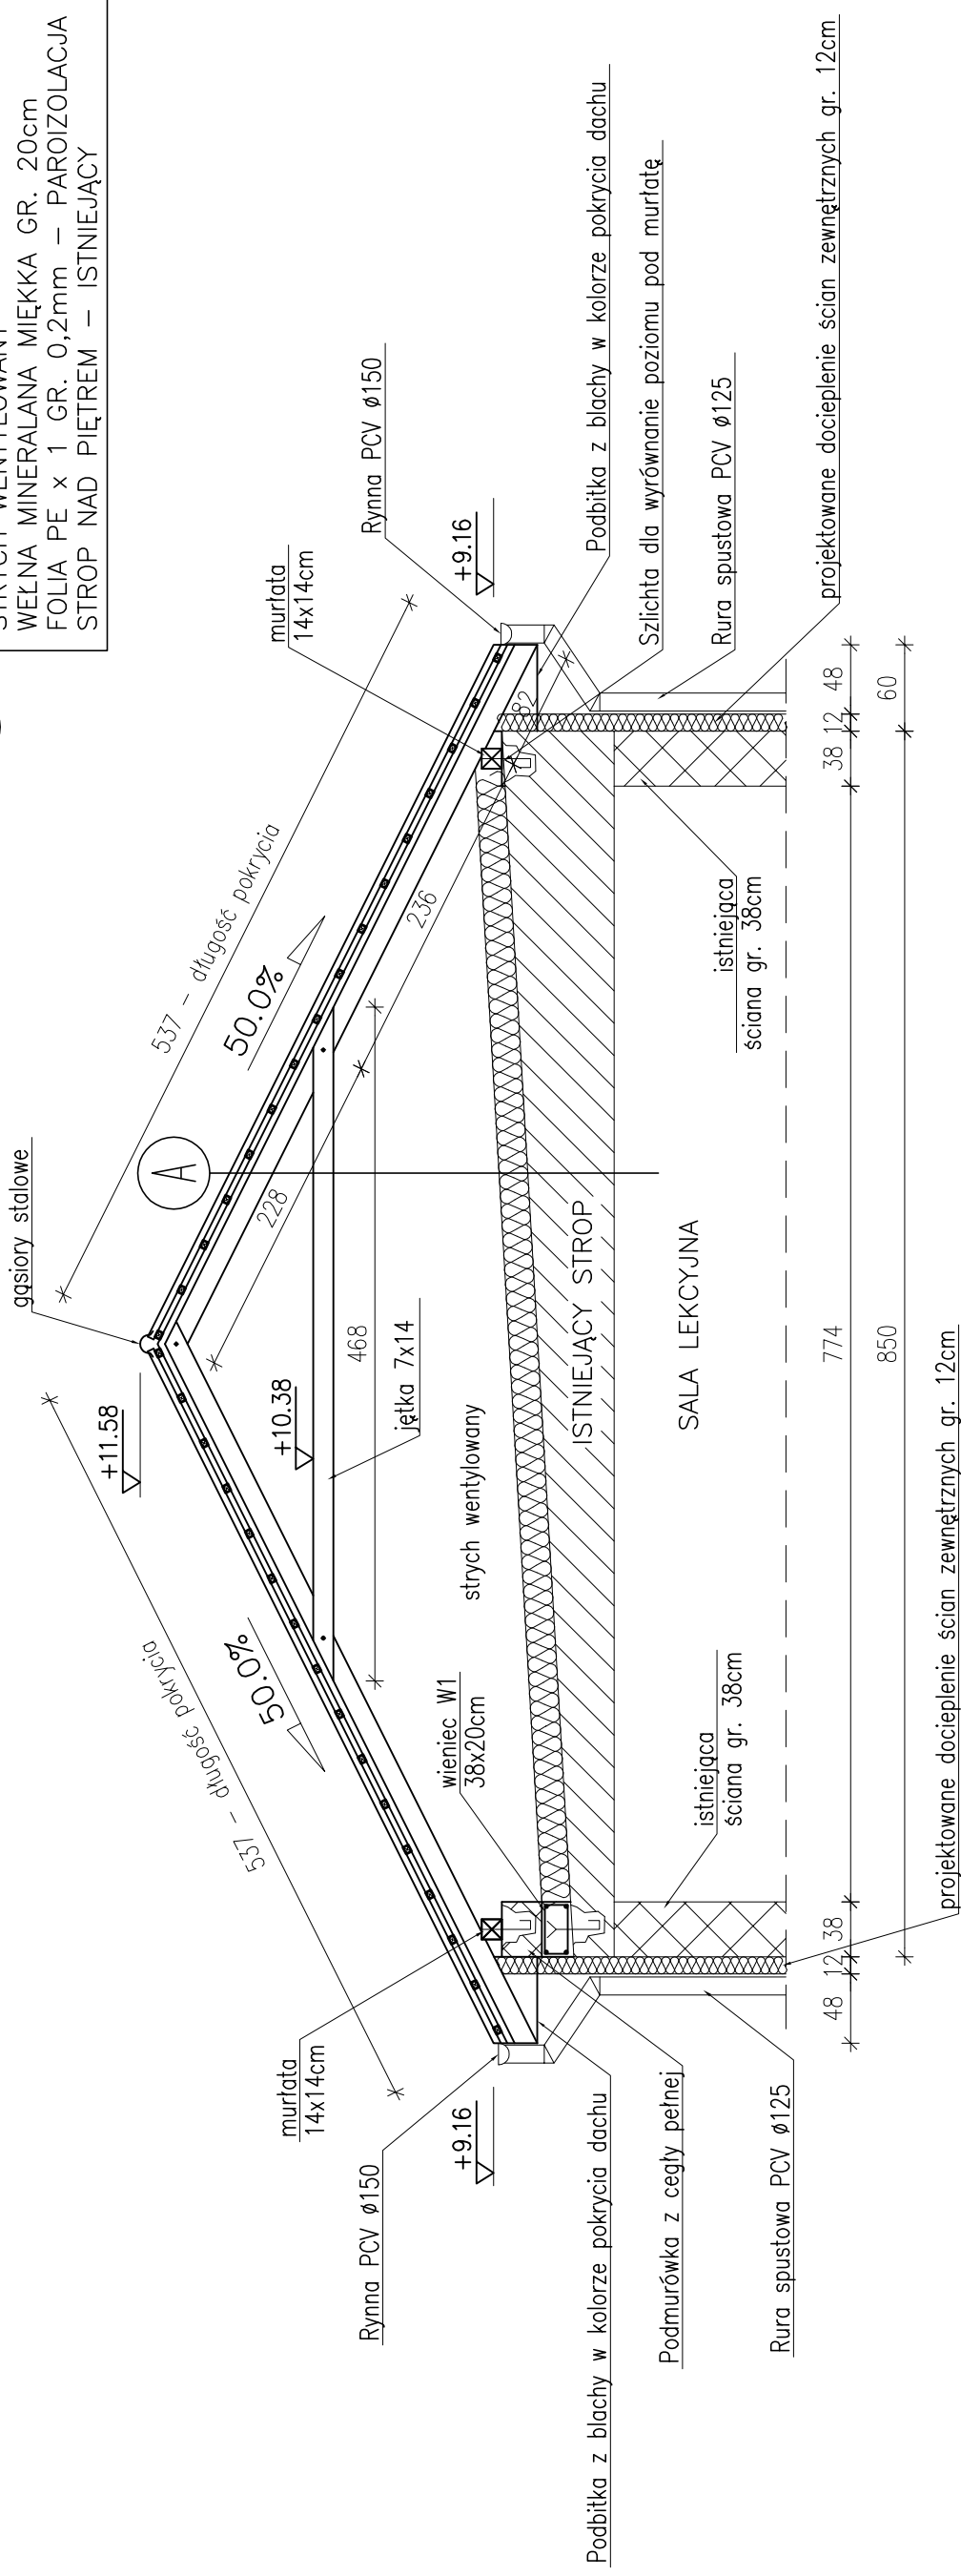 WEŁNA MINERALANA MIĘKKA GR. 20cm
FOLIA PE x 1 GR. 0,2mm – PAROIZOLACJA
STROP NAD PIĘTREM – ISTNIEJĄCY
gąsiory stalowe
A
+11.58
537 – długość pokrycia
537 – długość pokrycia
50.0%
50.0%
228
236
82
+10.38
468
jętka 7x14
strych wentylowany
murłata
14x14cm
murłata
14x14cm
Rynna PCV ø150
Rynna PCV ø150
+9.16
+9.16
wieniec W1
38x20cm
ISTNIEJĄCY STROP
SALA LEKCYJNA
Podbitka z blachy w kolorze pokrycia dachu
Podbitka z blachy w kolorze pokrycia dachu
Szlichta dla wyrównanie poziomu pod murłatę
Podmurówka z cegły pełnej
Rura spustowa PCV ø125
Rura spustowa PCV ø125
istniejąca
ściana gr. 38cm
istniejąca
ściana gr. 38cm
projektowane docieplenie ścian zewnętrznych gr. 12cm
projektowane docieplenie ścian zewnętrznych gr. 12cm
48 12 38 774 38 12 48
850 60